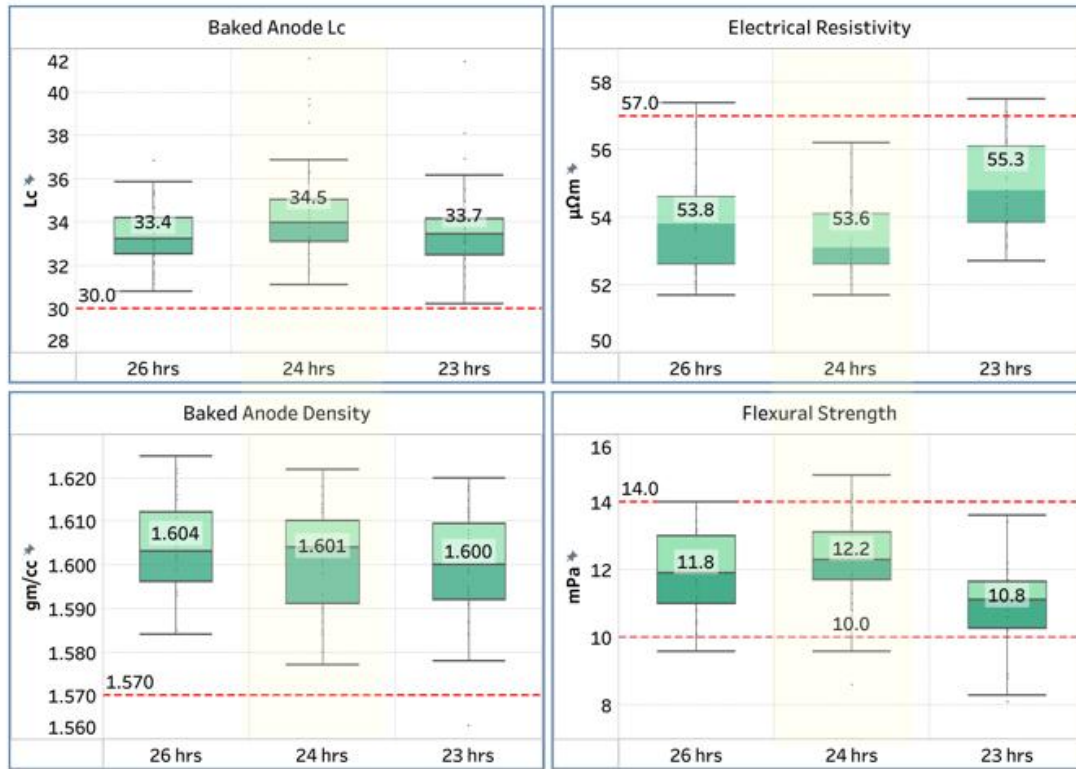 Baked Anode Lc
Lc
42
40
38
36
34
32
30
28
30.0
33.4
34.5
33.7
26 hrs
24 hrs
23 hrs
Electrical Resistivity
μΩm
58
56
54
52
50
57.0
53.8
53.6
55.3
26 hrs
24 hrs
23 hrs
Baked Anode Density
gm/cc
1.620
1.610
1.600
1.590
1.580
1.570
1.560
1.570
1.604
1.601
1.600
26 hrs
24 hrs
23 hrs
Flexural Strength
mPa
16
14
12
10
8
14.0
11.8
12.2
10.8
10.0
26 hrs
24 hrs
23 hrs